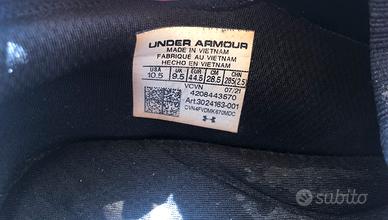 UNDER ARMOUR
MADE IN VIETNAM
FABRIQUÉ AU VIETNAM
HECHO EN VIETNAM
USA UK EUR CM CHN
10.5 9.5 44.5 28.5 285(2.5)
VCVN 07/21
4208443570
Art.3024163-001
CVN4FVDMK670MDC
subito